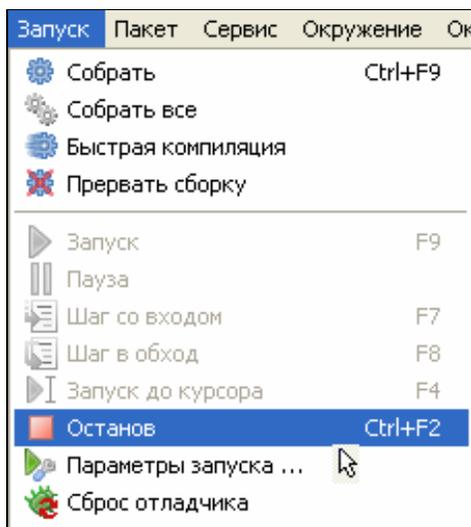 Запуск Пакет Сервис Окружение Ок
Собрать Ctrl+F9
Собрать все
Быстрая компиляция
Прервать сборку
Запуск F9
Пауза
Шаг со входом F7
Шаг в обход F8
Запуск до курсора F4
Останов Ctrl+F2
Параметры запуска ...
Сброс отладчика